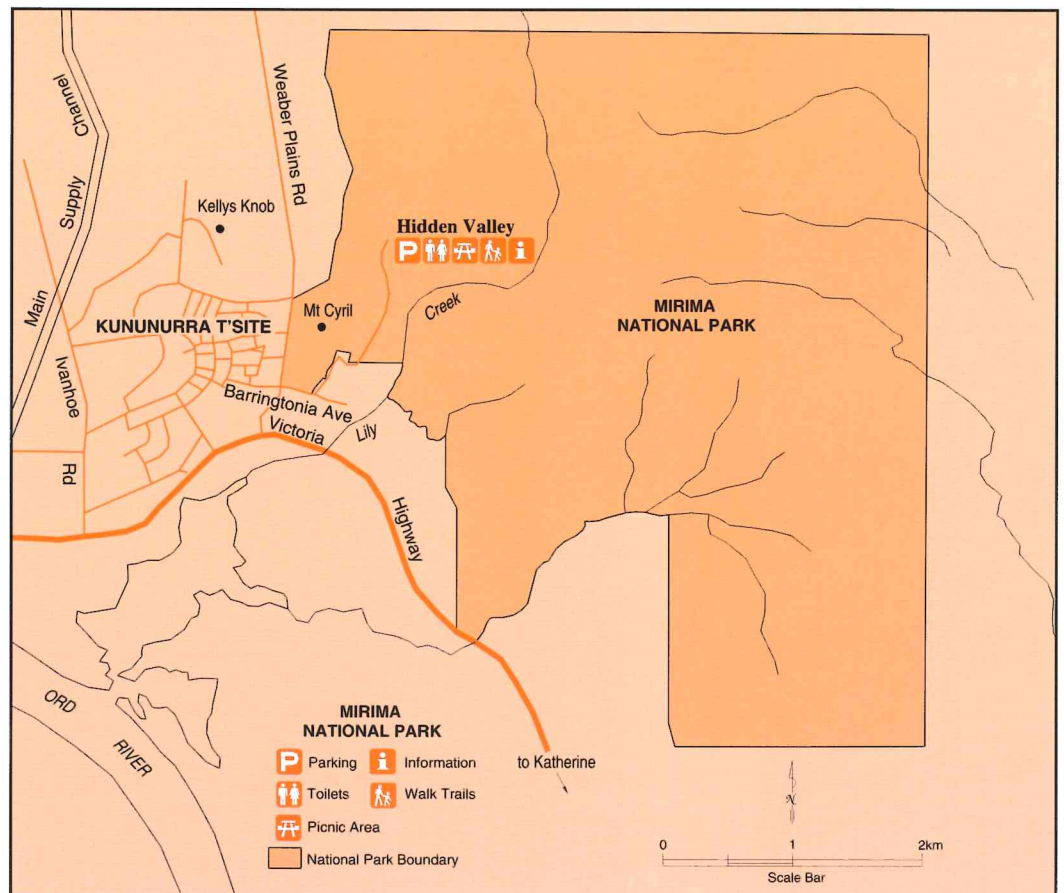 Channel
Supply
Main
Weaber Plains Rd
Kellys Knob
Hidden Valley
P
i
Creek
MIRIMA
NATIONAL PARK
Mt Cyril
KUNUNURRA T'SITE
Ivanhoe
Rd
Barringtonia Ave
Victoria
Highway
Lily
ORD
RIVER
MIRIMA
NATIONAL PARK
P Parking
i Information
Toilets
Walk Trails
Picnic Area
National Park Boundary
to Katherine
N
0 1 2km
Scale Bar